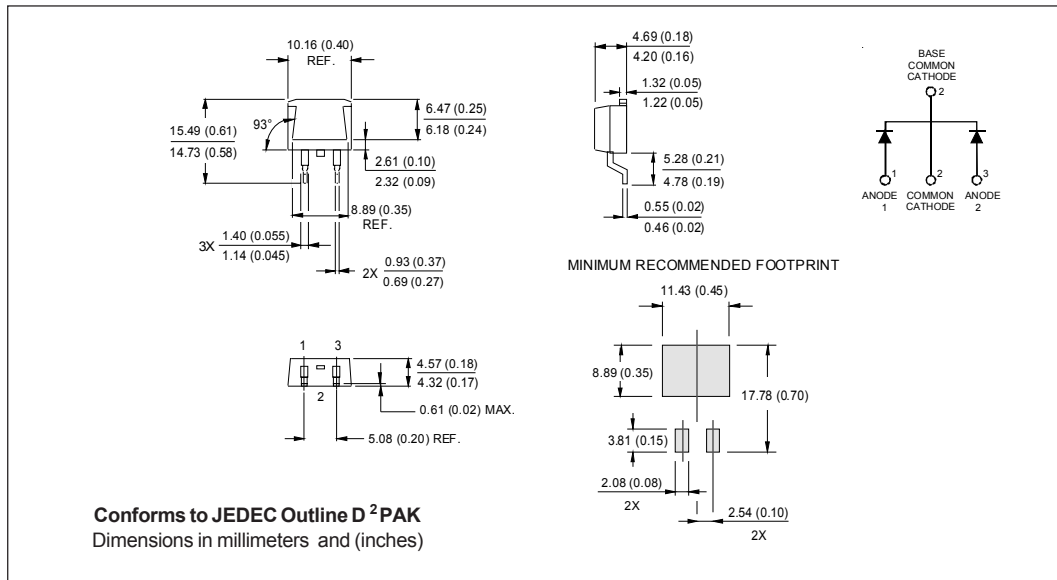 10.16 (0.40)
REF.
15.49 (0.61)
14.73 (0.58)
93°
6.47 (0.25)
6.18 (0.24)
2.61 (0.10)
2.32 (0.09)
8.89 (0.35)
REF.
3X
1.40 (0.055)
1.14 (0.045)
2X
0.93 (0.37)
0.69 (0.27)
4.69 (0.18)
4.20 (0.16)
1.32 (0.05)
1.22 (0.05)
5.28 (0.21)
4.78 (0.19)
0.55 (0.02)
0.46 (0.02)
BASE
COMMON
CATHODE
2
1
2
3
ANODE
1
COMMON
CATHODE
ANODE
2
1
3
2
4.57 (0.18)
4.32 (0.17)
0.61 (0.02) MAX.
5.08 (0.20) REF.
MINIMUM RECOMMENDED FOOTPRINT
11.43 (0.45)
8.89 (0.35)
17.78 (0.70)
3.81 (0.15)
2.08 (0.08)
2X
2.54 (0.10)
2X
Conforms to JEDEC Outline D 2 PAK
Dimensions in millimeters and (inches)